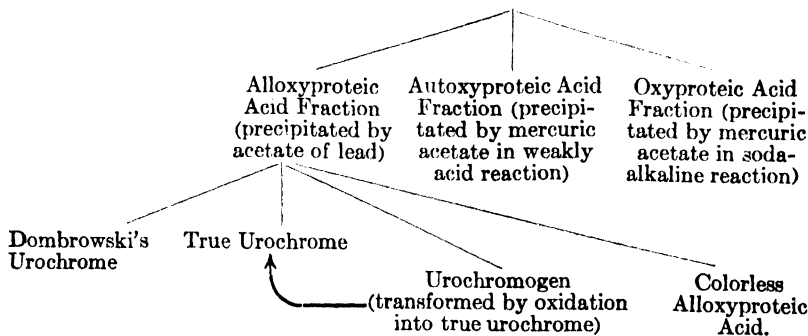 Alloxyproteic
Acid Fraction
(precipitated by
acetate of lead)
Autoxyproteic Acid
Fraction (precipi-
tated by mercuric
acetate in weakly
acid reaction)
Oxyproteic Acid
Fraction (precipi-
tated by mercuric
acetate in soda-
alkaline reaction)
Dombrowski's
Urochrome
True Urochrome
Urochromogen
(transformed by oxidation
into true urochrome)
Colorless
Alloxyproteic
Acid.